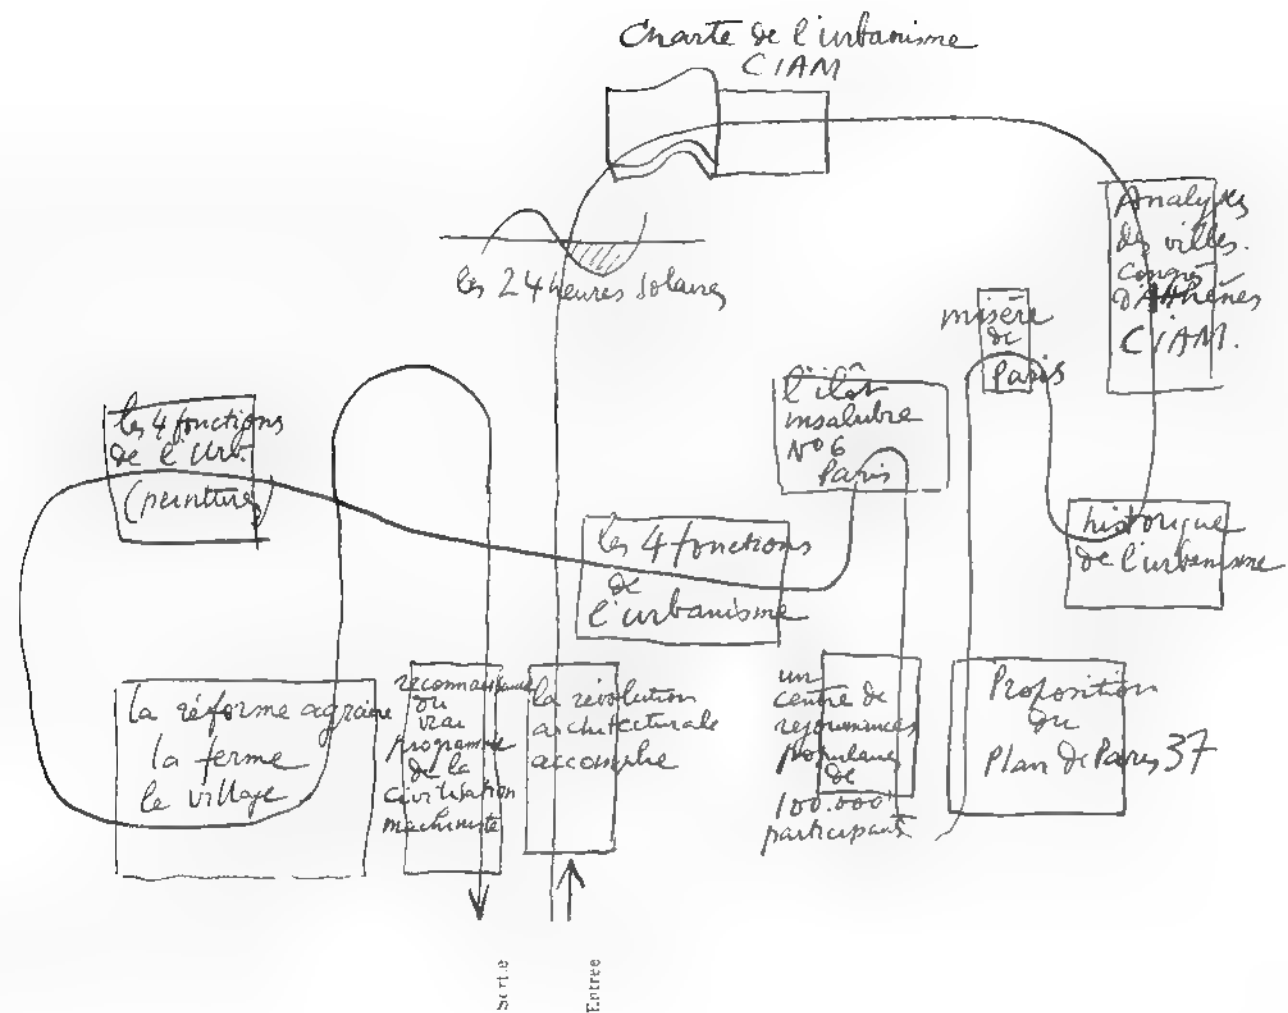 Charte de l'urbanisme
CIAM
les 24 heures solaires
Analyses
des villes.
congrès
d'Athènes
CIAM.
misère
de
Paris
l'ilôt
insalubre
No 6
Paris
les 4 fonctions
de l'Urb.
(peinture)
les 4 fonctions
de
l'urbanisme
historique
de l'urbanisme
la réforme agraire
la ferme
le village
reconnaissance
du
vrai
programme
de la
civilisation
machiniste
la révolution
architecturale
accomplie
un
centre de
rejouissances
populaires
de
100.000
participants
Proposition
du
Plan de Paris 37
Sortie
Entrée